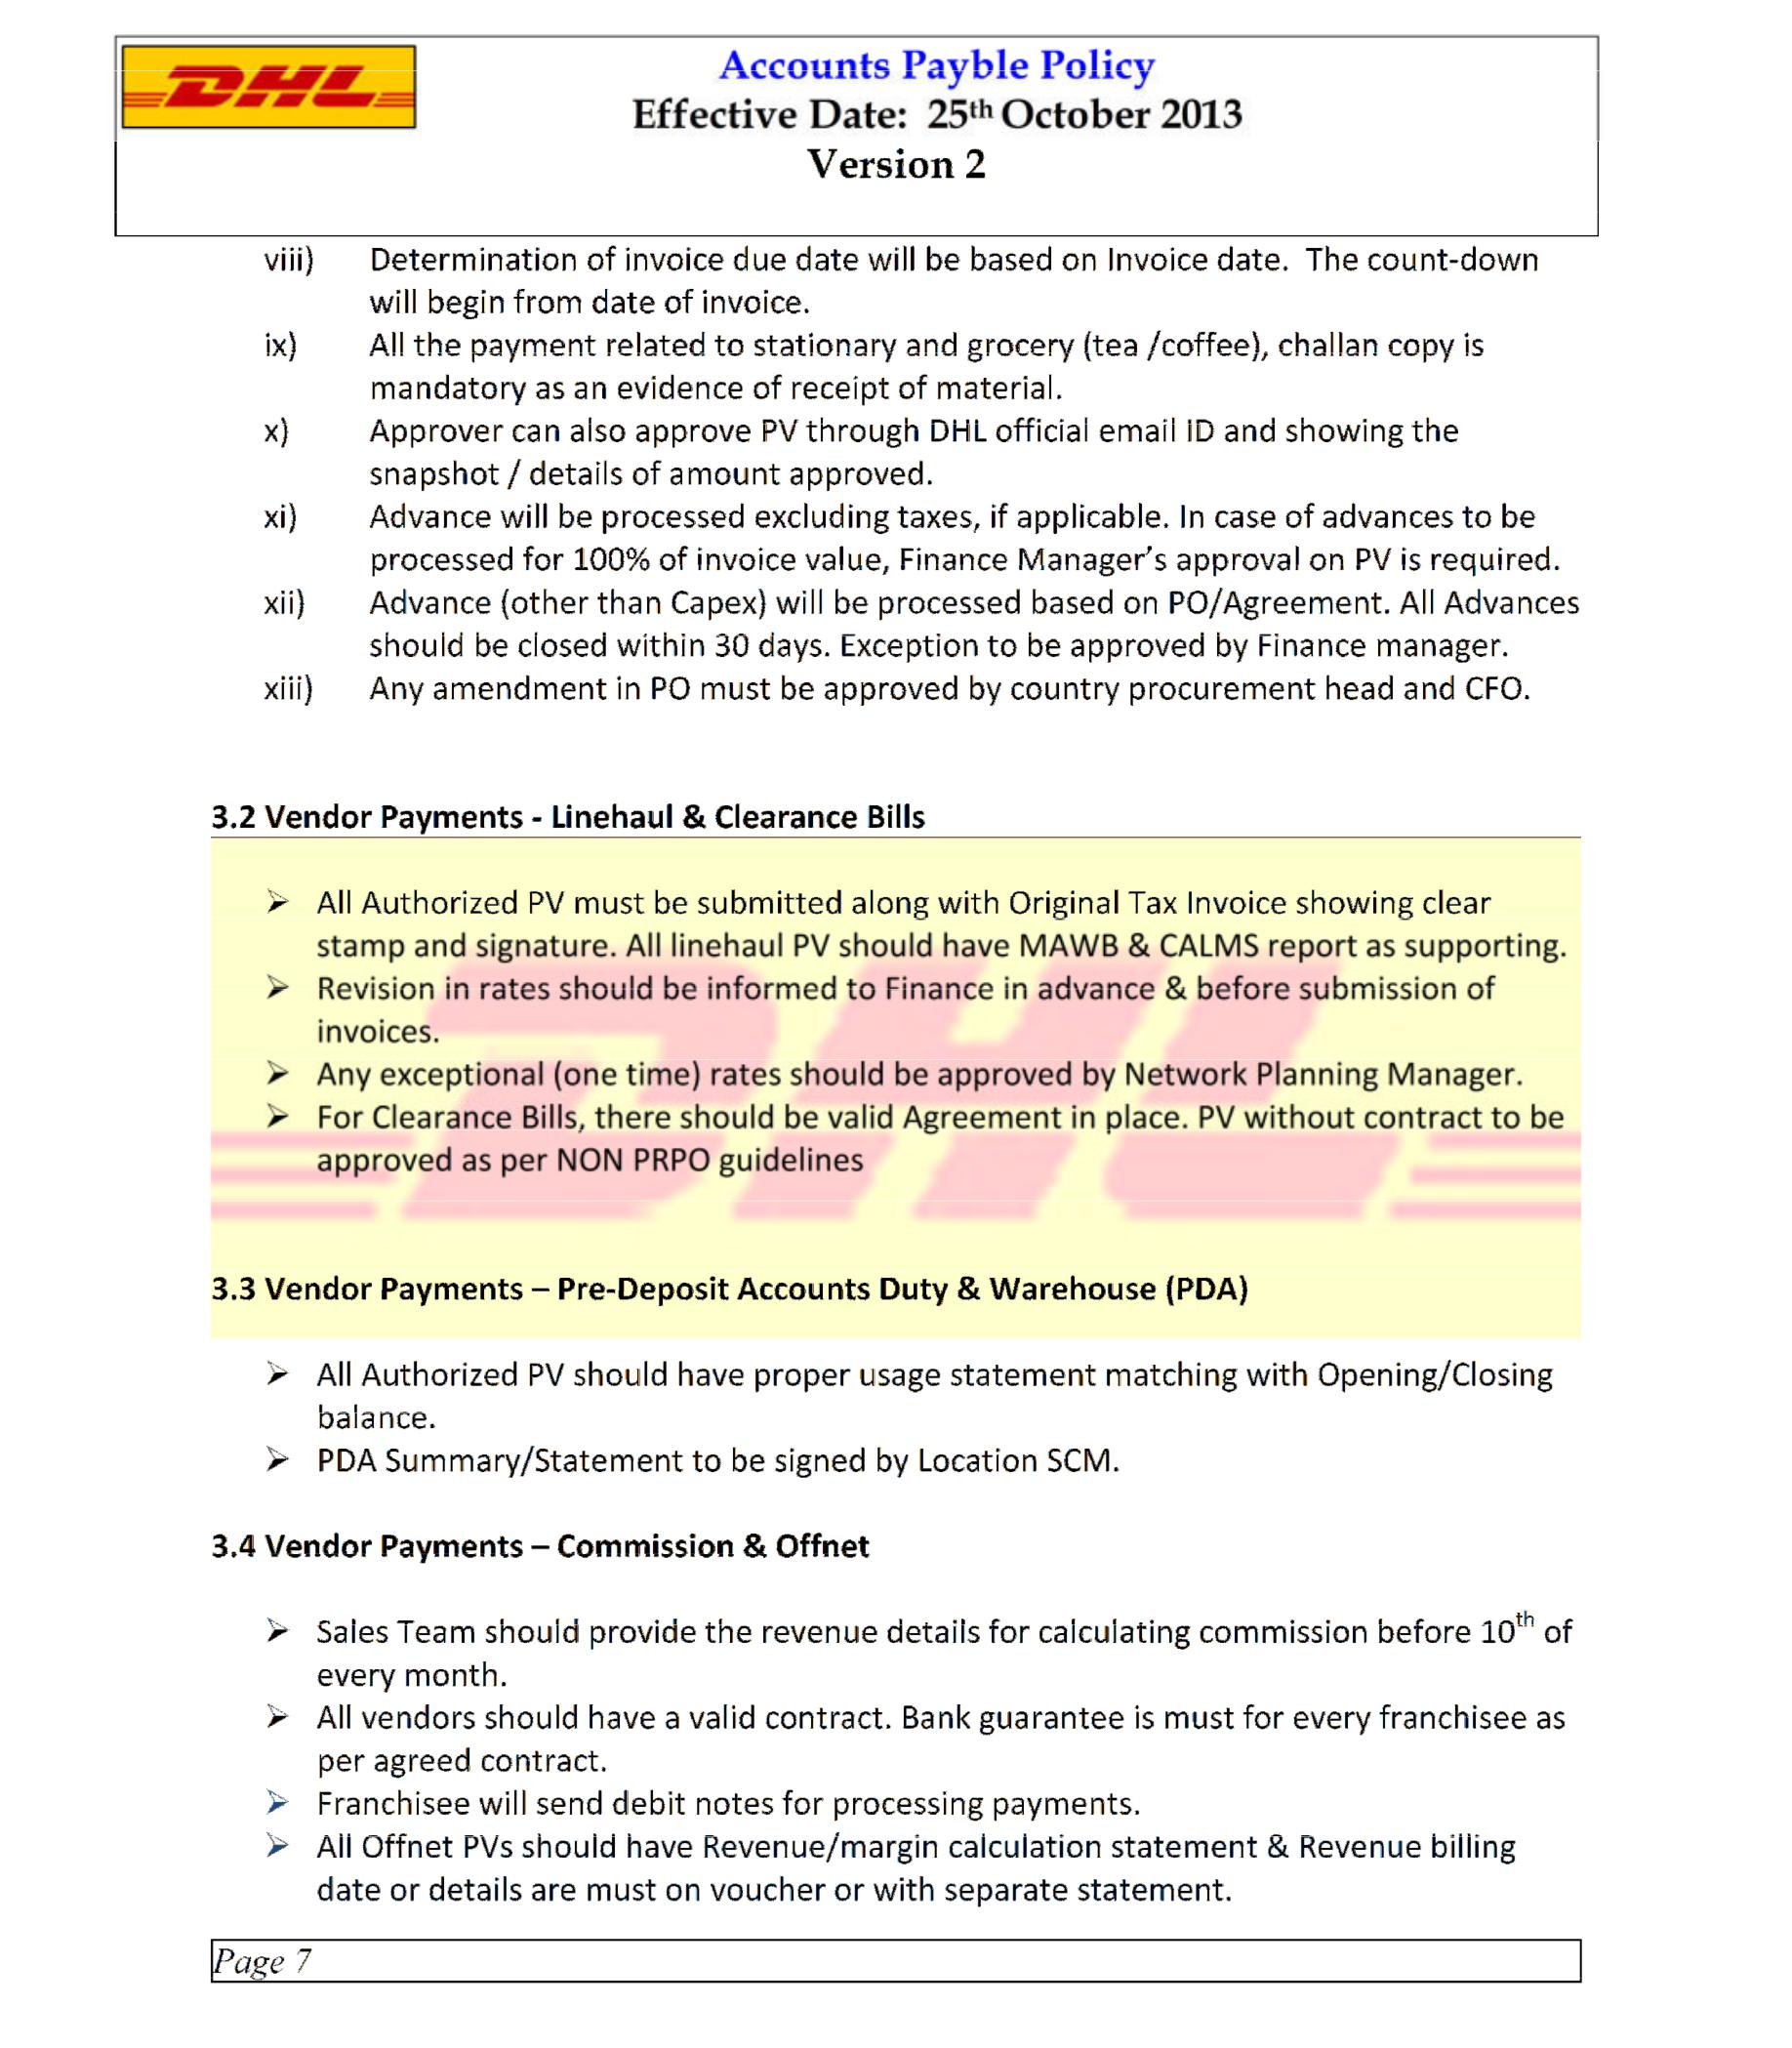 DHL
Accounts Payble Policy
Effective Date: 25th October 2013
Version 2
viii) Determination of invoice due date will be based on Invoice date. The count-down
will begin from date of invoice.
ix) All the payment related to stationary and grocery (tea /coffee), challan copy is
mandatory as an evidence of receipt of material.
x) Approver can also approve PV through DHL official email ID and showing the
snapshot / details of amount approved.
xi) Advance will be processed excluding taxes, if applicable. In case of advances to be
processed for 100% of invoice value, Finance Manager’s approval on PV is required.
xii) Advance (other than Capex) will be processed based on PO/Agreement. All Advances
should be closed within 30 days. Exception to be approved by Finance manager.
xiii) Any amendment in PO must be approved by country procurement head and CFO.
3.2 Vendor Payments - Linehaul & Clearance Bills
➢ All Authorized PV must be submitted along with Original Tax Invoice showing clear
stamp and signature. All linehaul PV should have MAWB & CALMS report as supporting.
➢ Revision in rates should be informed to Finance in advance & before submission of
invoices.
➢ Any exceptional (one time) rates should be approved by Network Planning Manager.
➢ For Clearance Bills, there should be valid Agreement in place. PV without contract to be
approved as per NON PRPO guidelines
DHL
3.3 Vendor Payments – Pre-Deposit Accounts Duty & Warehouse (PDA)
➢ All Authorized PV should have proper usage statement matching with Opening/Closing
balance.
➢ PDA Summary/Statement to be signed by Location SCM.
3.4 Vendor Payments – Commission & Offnet
➢ Sales Team should provide the revenue details for calculating commission before 10th of
every month.
➢ All vendors should have a valid contract. Bank guarantee is must for every franchisee as
per agreed contract.
➢ Franchisee will send debit notes for processing payments.
➢ All Offnet PVs should have Revenue/margin calculation statement & Revenue billing
date or details are must on voucher or with separate statement.
Page 7